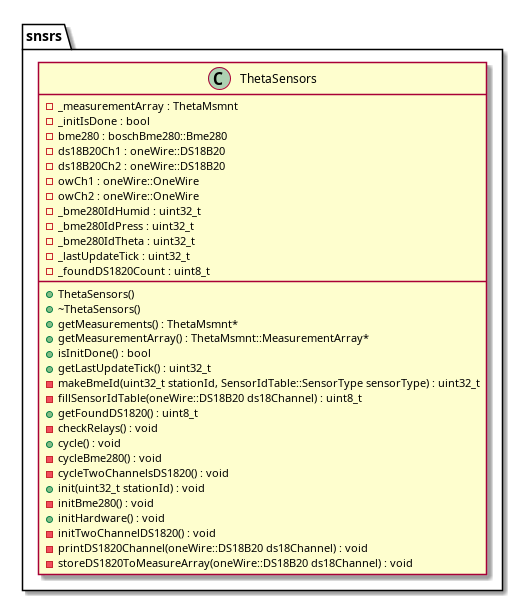 snsrs
C ThetaSensors
_measurementArray : ThetaMsmnt
_initIsDone : bool
bme280 : boschBme280::Bme280
ds18B20Ch1 : oneWire::DS18B20
ds18B20Ch2 : oneWire::DS18B20
owCh1 : oneWire::OneWire
owCh2 : oneWire::OneWire
_bme280IdHumid : uint32_t
_bme280IdPress : uint32_t
_bme280IdTheta : uint32_t
_lastUpdateTick : uint32_t
_foundDS1820Count : uint8_t
ThetaSensors()
~ThetaSensors()
getMeasurements() : ThetaMsmnt*
getMeasurementArray() : ThetaMsmnt::MeasurementArray*
isInitDone() : bool
getLastUpdateTick() : uint32_t
makeBmeId(uint32_t stationId, SensorIdTable::SensorType sensorType) : uint32_t
fillSensorIdTable(oneWire::DS18B20 ds18Channel) : uint8_t
getFoundDS1820() : uint8_t
checkRelays() : void
cycle() : void
cycleBme280() : void
cycleTwoChannelsDS1820() : void
init(uint32_t stationId) : void
initBme280() : void
initHardware() : void
initTwoChannelDS1820() : void
printDS1820Channel(oneWire::DS18B20 ds18Channel) : void
storeDS1820ToMeasureArray(oneWire::DS18B20 ds18Channel) : void